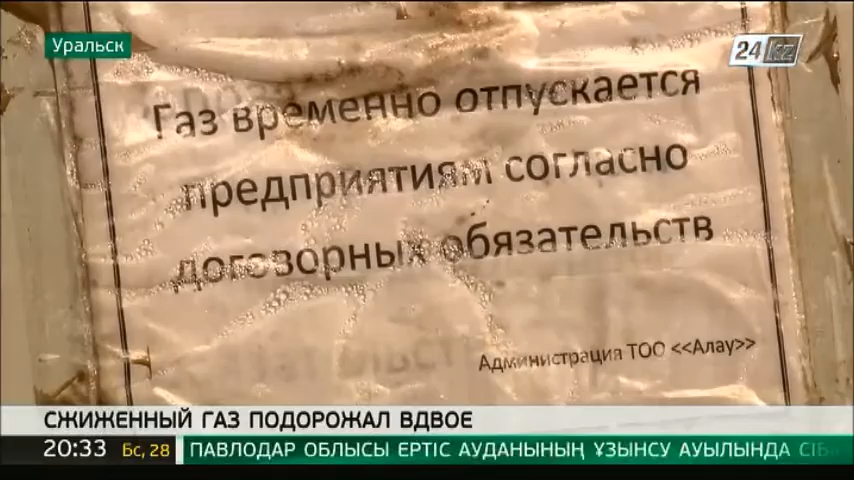 Уральск
24 kz
Газ временно отпускается
предприятиям согласно
договорных обязательств
Администрация ТОО <<Алау>>
СЖИЖЕННЫЙ ГАЗ ПОДОРОЖАЛ ВДВОЕ
20:33 Бс, 28 ПАВЛОДАР ОБЛЫСЫ ЕРТІС АУДАНЫНЫҢ ҰЗЫНСУ АУЫЛЫНДА СІБ